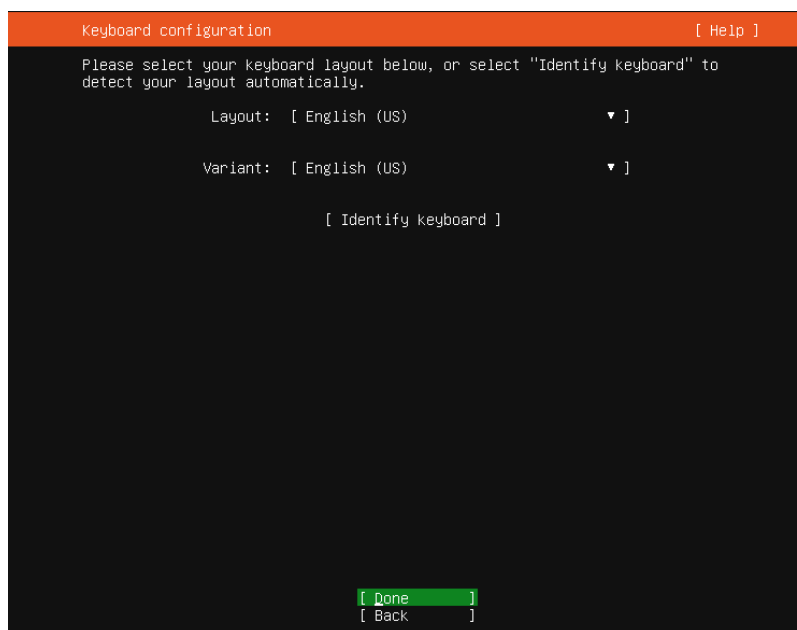 Keyboard configuration [ Help ]
Please select your keyboard layout below, or select "Identify keyboard" to
detect your layout automatically.
Layout: [ English (US) ▾ ]
Variant: [ English (US) ▾ ]
[ Identify keyboard ]
[ Done ]
[ Back ]